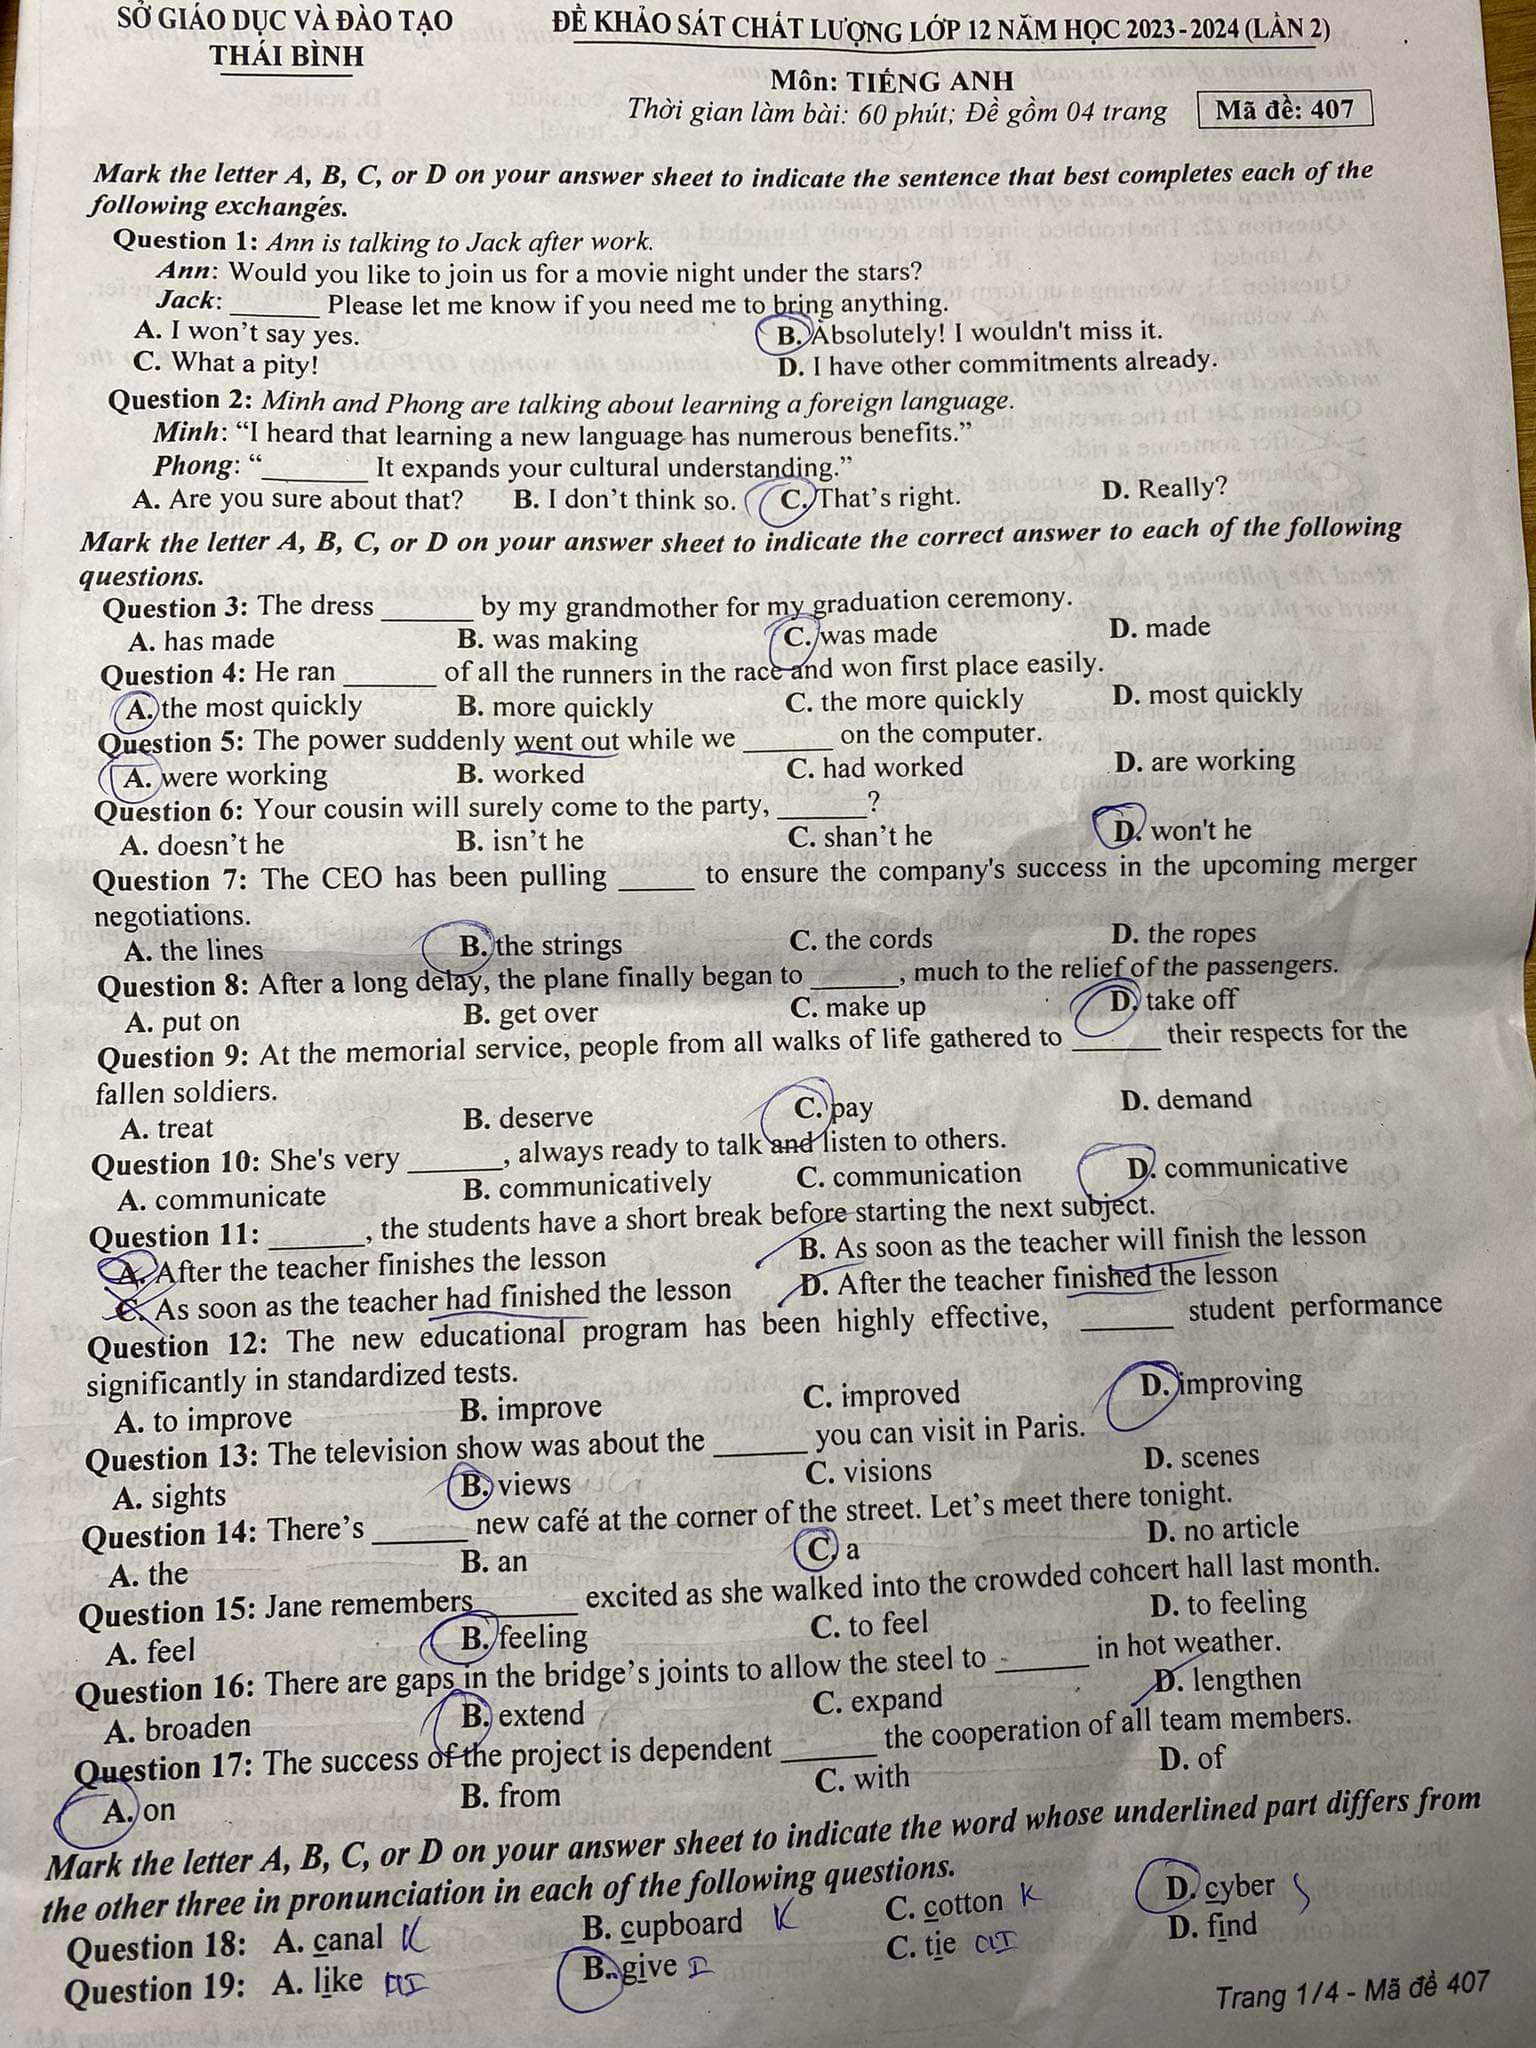 SỞ GIÁO DỤC VÀ ĐÀO TẠO
THÁI BÌNH
ĐỀ KHẢO SÁT CHẤT LƯỢNG LỚP 12 NĂM HỌC 2023-2024 (LẦN 2)
Môn: TIẾNG ANH
Thời gian làm bài: 60 phút; Đề gồm 04 trang
Mã đề: 407
Mark the letter A, B, C, or D on your answer sheet to indicate the sentence that best completes each of the
following exchanges.
Question 1: Ann is talking to Jack after work.
Ann: Would you like to join us for a movie night under the stars?
Jack: ______ Please let me know if you need me to bring anything.
A. I won't say yes. B. Absolutely! I wouldn't miss it.
C. What a pity! D. I have other commitments already.
Question 2: Minh and Phong are talking about learning a foreign language.
Minh: “I heard that learning a new language has numerous benefits.”
Phong: “_______ It expands your cultural understanding.”
A. Are you sure about that? B. I don't think so. C. That's right. D. Really?
Mark the letter A, B, C, or D on your answer sheet to indicate the correct answer to each of the following
questions.
Question 3: The dress ______ by my grandmother for my graduation ceremony.
A. has made B. was making C. was made D. made
Question 4: He ran ______ of all the runners in the race and won first place easily.
A. the most quickly B. more quickly C. the more quickly D. most quickly
Question 5: The power suddenly went out while we ______ on the computer.
A. were working B. worked C. had worked D. are working
Question 6: Your cousin will surely come to the party, ______?
A. doesn't he B. isn't he C. shan't he D. won't he
Question 7: The CEO has been pulling _____ to ensure the company's success in the upcoming merger
negotiations.
A. the lines B. the strings C. the cords D. the ropes
Question 8: After a long delay, the plane finally began to ______, much to the relief of the passengers.
A. put on B. get over C. make up D. take off
Question 9: At the memorial service, people from all walks of life gathered to ______ their respects for the
fallen soldiers.
A. treat B. deserve C. pay D. demand
Question 10: She's very ______, always ready to talk and listen to others.
A. communicate B. communicatively C. communication D. communicative
Question 11: ______, the students have a short break before starting the next subject.
A. After the teacher finishes the lesson B. As soon as the teacher will finish the lesson
C. As soon as the teacher had finished the lesson D. After the teacher finished the lesson
Question 12: The new educational program has been highly effective, ______ student performance
significantly in standardized tests.
A. to improve B. improve C. improved D. improving
Question 13: The television show was about the ______ you can visit in Paris.
A. sights B. views C. visions D. scenes
Question 14: There's ______ new café at the corner of the street. Let's meet there tonight.
A. the B. an C. a D. no article
Question 15: Jane remembers ______ excited as she walked into the crowded concert hall last month.
A. feel B. feeling C. to feel D. to feeling
Question 16: There are gaps in the bridge's joints to allow the steel to ______ in hot weather.
A. broaden B. extend C. expand D. lengthen
Question 17: The success of the project is dependent ______ the cooperation of all team members.
A. on B. from C. with D. of
Mark the letter A, B, C, or D on your answer sheet to indicate the word whose underlined part differs from
the other three in pronunciation in each of the following questions.
Question 18: A. canal K B. cupboard K C. cotton K D. cyber S
Question 19: A. like aI B. give I C. tie aI D. find
Trang 1/4 - Mã đề 407